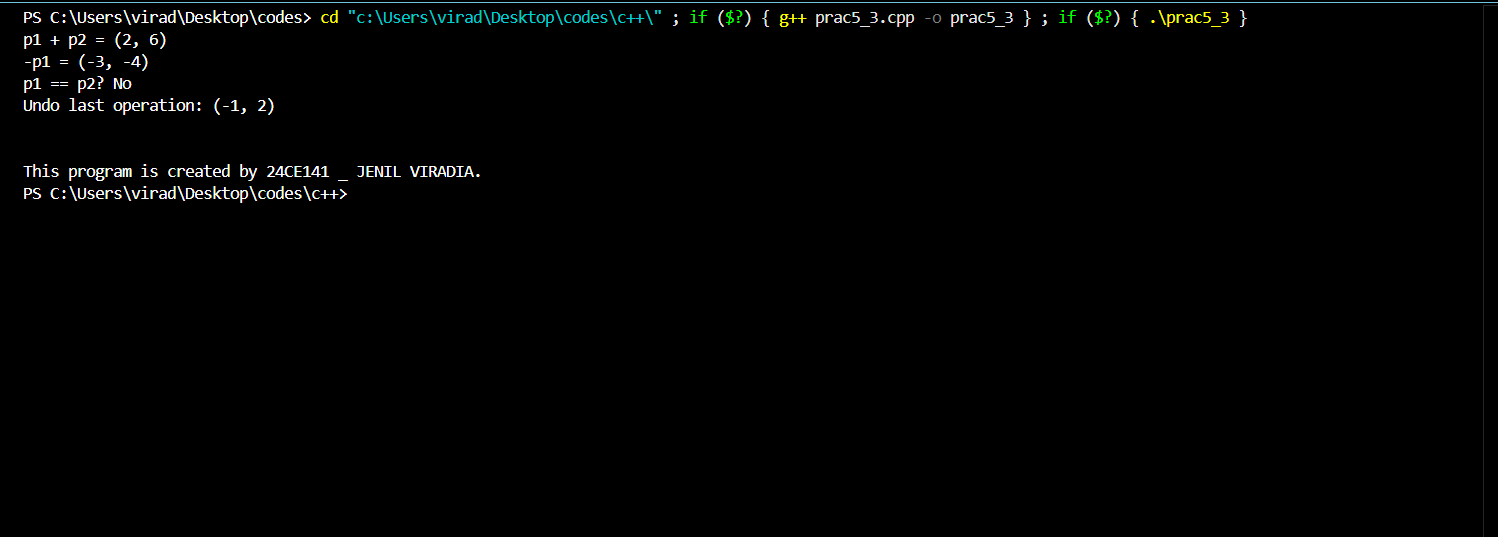 PS C:\Users\virad\Desktop\codes> cd "c:\Users\virad\Desktop\codes\c++\" ; if ($?) { g++ prac5_3.cpp -o prac5_3 } ; if ($?) { .\prac5_3 }
p1 + p2 = (2, 6)
-p1 = (-3, -4)
p1 == p2? No
Undo last operation: (-1, 2)
This program is created by 24CE141 _ JENIL VIRADIA.
PS C:\Users\virad\Desktop\codes\c++>